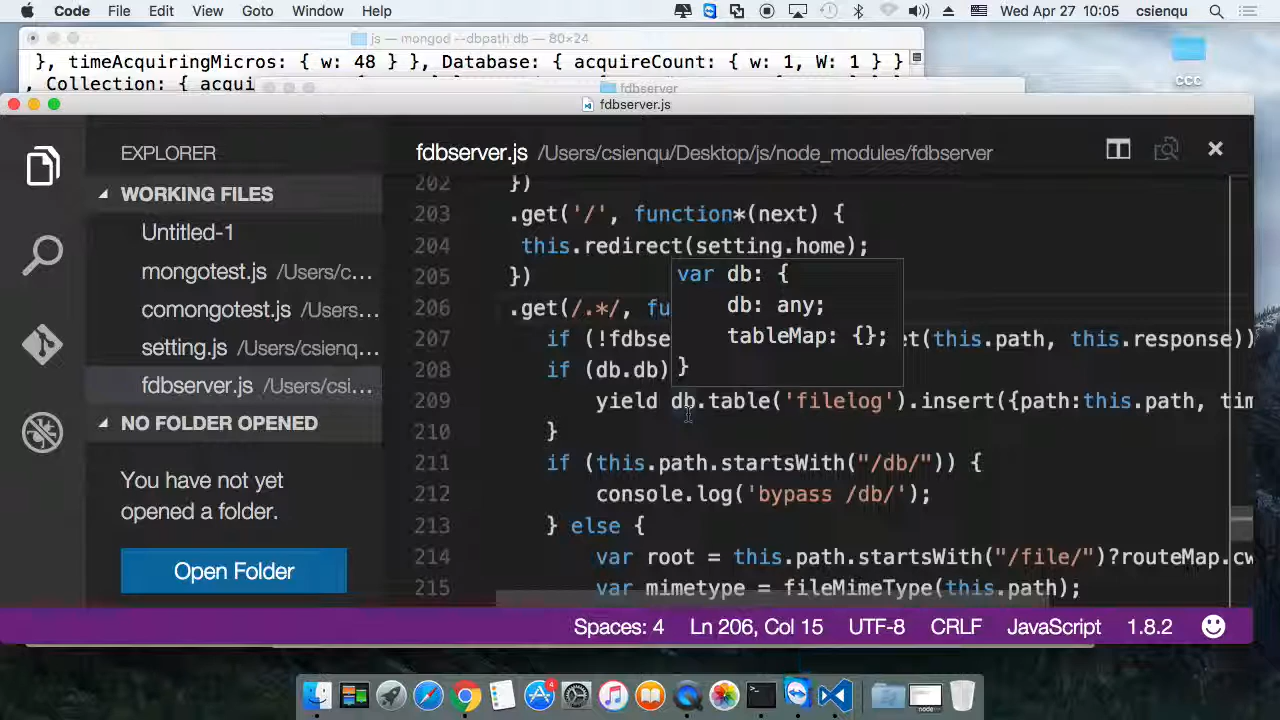 Code File Edit View Goto Window Help Wed Apr 27 10:05 csienqu
js — mongod --dbpath db — 80×24
}, timeAcquiringMicros: { w: 48 } }, Database: { acquireCount: { w: 1, W: 1 } }
, Collection: { acqui
fdbserver
ccc
fdbserver.js
EXPLORER
WORKING FILES
Untitled-1
mongotest.js /Users/c...
comongotest.js /Users...
setting.js /Users/csienq...
fdbserver.js /Users/csi...
NO FOLDER OPENED
You have not yet
opened a folder.
Open Folder
fdbserver.js /Users/csienqu/Desktop/js/node_modules/fdbserver
202 })
203 .get('/', function*(next) {
204 this.redirect(setting.home);
205 })
206 .get(/.*/, fu
207 if (!fdbse et(this.path, this.response))
208 if (db.db)
209 yield db.table('filelog').insert({path:this.path, tim
210 }
211 if (this.path.startsWith("/db/")) {
212 console.log('bypass /db/');
213 } else {
214 var root = this.path.startsWith("/file/")?routeMap.cw
215 var mimetype = fileMimeType(this.path);
var db: {
db: any;
tableMap: {};
}
Spaces: 4 Ln 206, Col 15 UTF-8 CRLF JavaScript 1.8.2
4